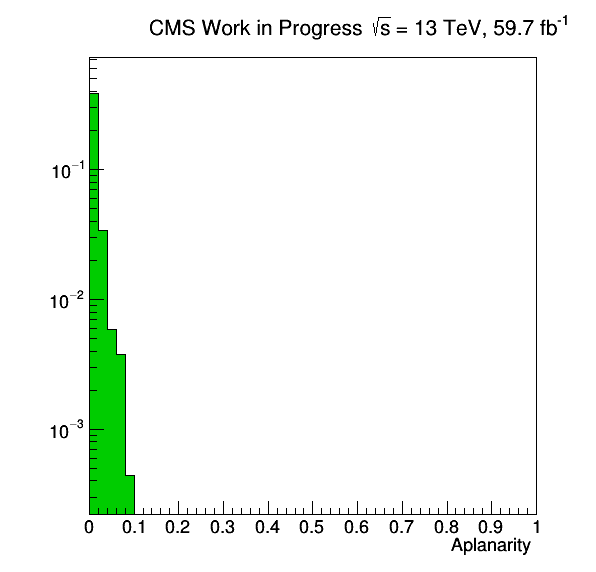 CMS Work in Progress √s = 13 TeV, 59.7 fb⁻¹
10⁻¹
10⁻²
10⁻³
0 0.1 0.2 0.3 0.4 0.5 0.6 0.7 0.8 0.9 1
Aplanarity